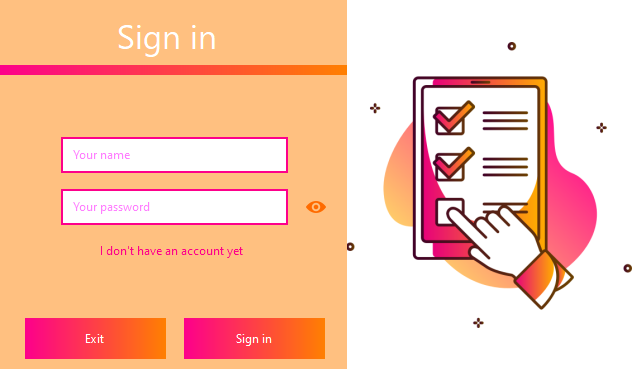 Sign in
Your name
Your password
I don't have an account yet
Exit
Sign in